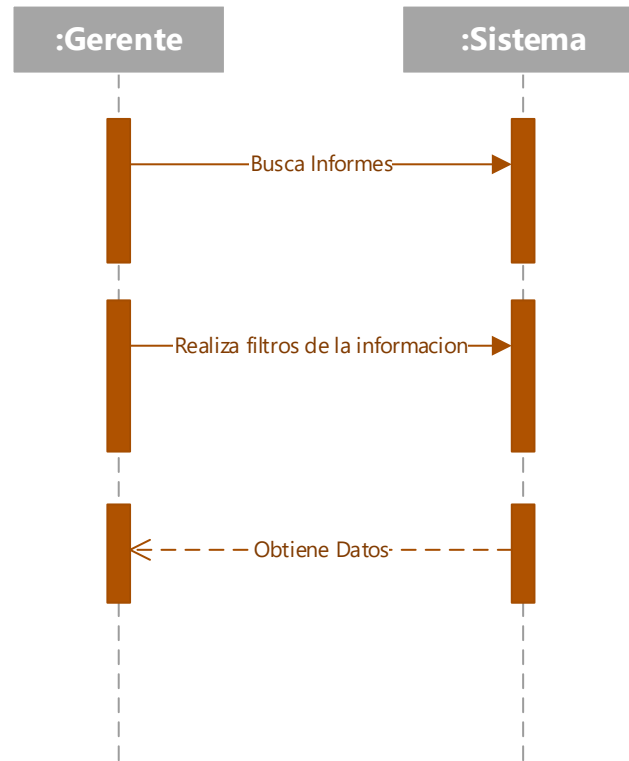 :Gerente
:Sistema
Busca Informes
Realiza filtros de la informacion
Obtiene Datos